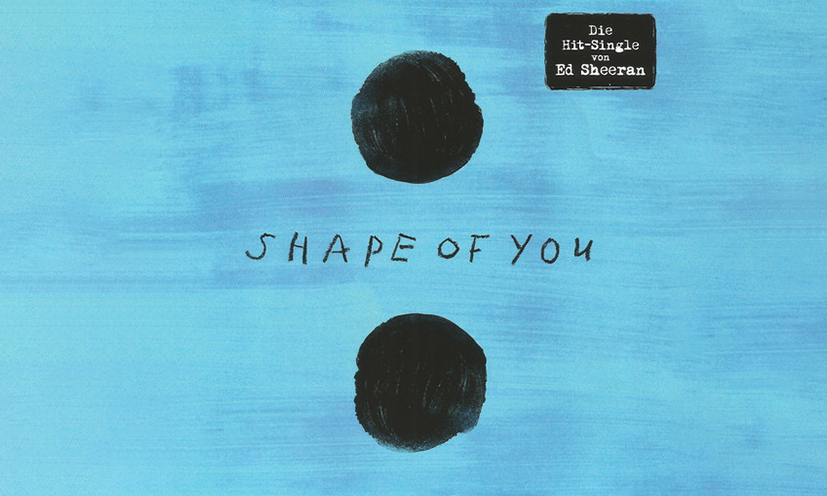 Die
Hit-Single
von
Ed Sheeran
SHAPE OF YOU